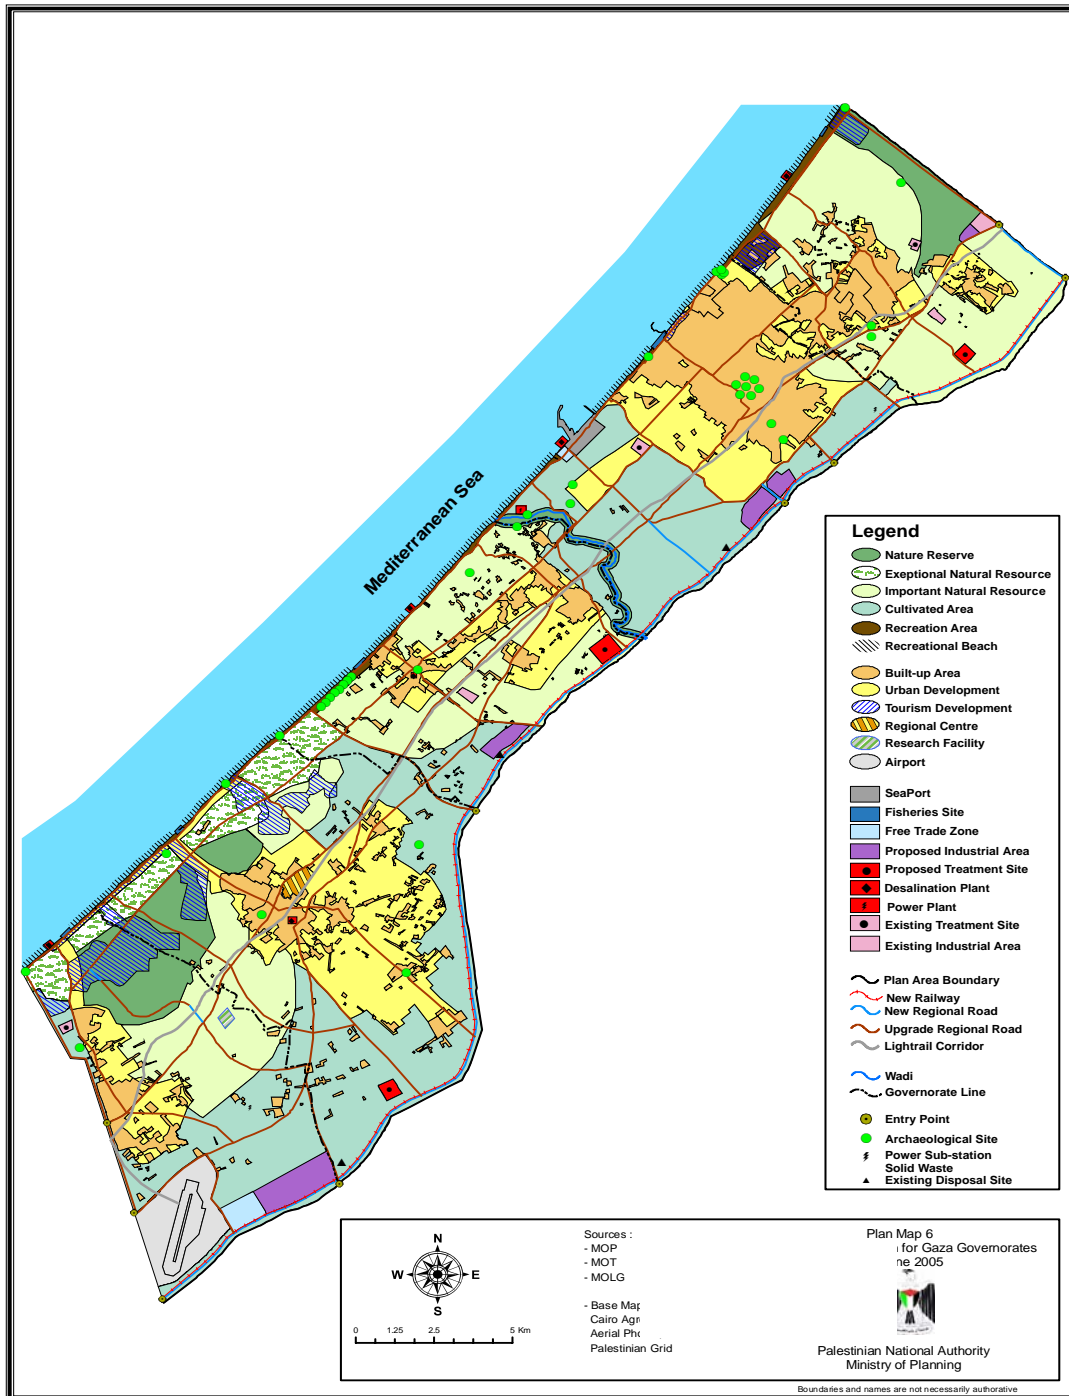 Mediterranean Sea
Legend
Nature Reserve
Exeptional Natural Resource
Important Natural Resource
Cultivated Area
Recreation Area
Recreational Beach
Built-up Area
Urban Development
Tourism Development
Regional Centre
Research Facility
Airport
SeaPort
Fisheries Site
Free Trade Zone
Proposed Industrial Area
Proposed Treatment Site
Desalination Plant
Power Plant
Existing Treatment Site
Existing Industrial Area
Plan Area Boundary
New Railway
New Regional Road
Upgrade Regional Road
Lightrail Corridor
Wadi
Governorate Line
Entry Point
Archaeological Site
Power Sub-station
Solid Waste
Existing Disposal Site
N
W E
S
0 1.25 2.5 5 Km
Sources :
- MOP
- MOT
- MOLG
- Base Map
Cairo
Aerial
Palestinian Grid
Plan Map 6
for Gaza Governorates
2005
Palestinian National Authority
Ministry of Planning
Boundaries and names are not necessarily authorative